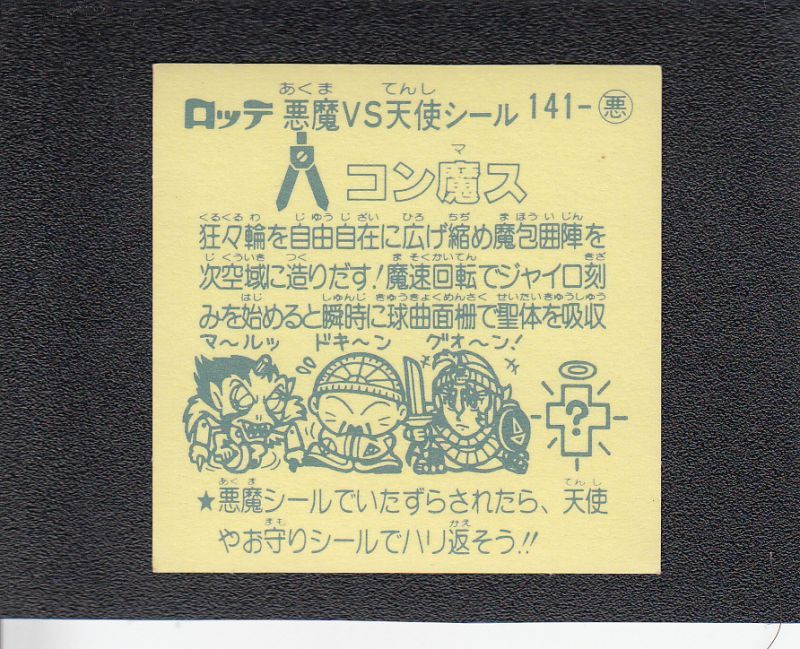 ロッテ 悪魔VS天使シール 141-悪
コン魔ス
狂々輪を自由自在に広げ縮め魔包囲陣を
次空域に造りだす!魔速回転でジャイロ刻
みを始めると瞬時に球曲面柵で聖体を吸収
マ〜ルッ ドキ〜ン グオ〜ン!
?
★悪魔シールでいたずらされたら、天使
やお守りシールでハリ返そう!!